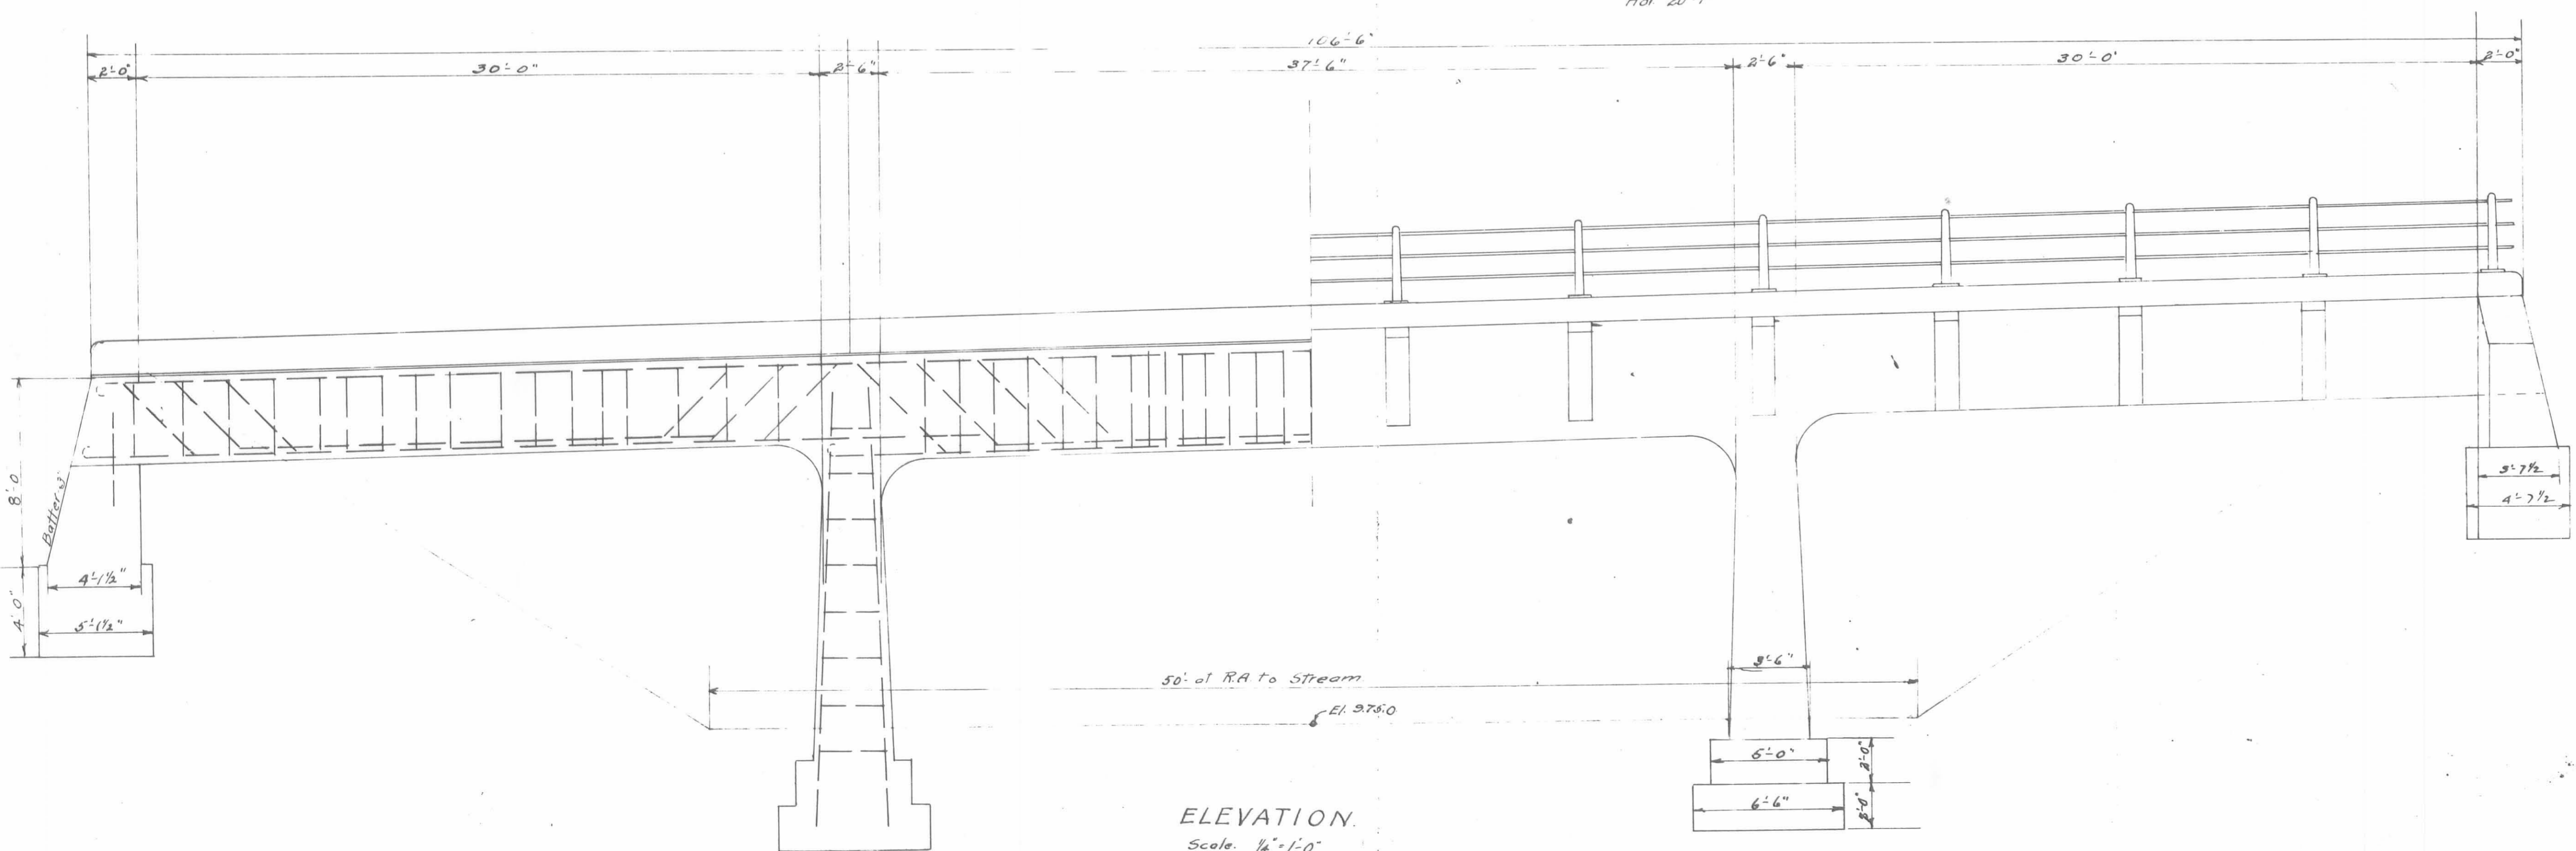 106'-6"
2'-0" 30'-0" 2'-6" 37'-6" 2'-6" 30'-0" 2'-0"
8'-0
Batter
4'-1½"
4'-0"
5'-1½"
3'-7½
4'-7½
50'- at R.A. to Stream
El. 975.0
3'-6"
5'-0"
2'-0"
6'-6"
2'-0"
ELEVATION.
Scale. ¼"=1'-0"